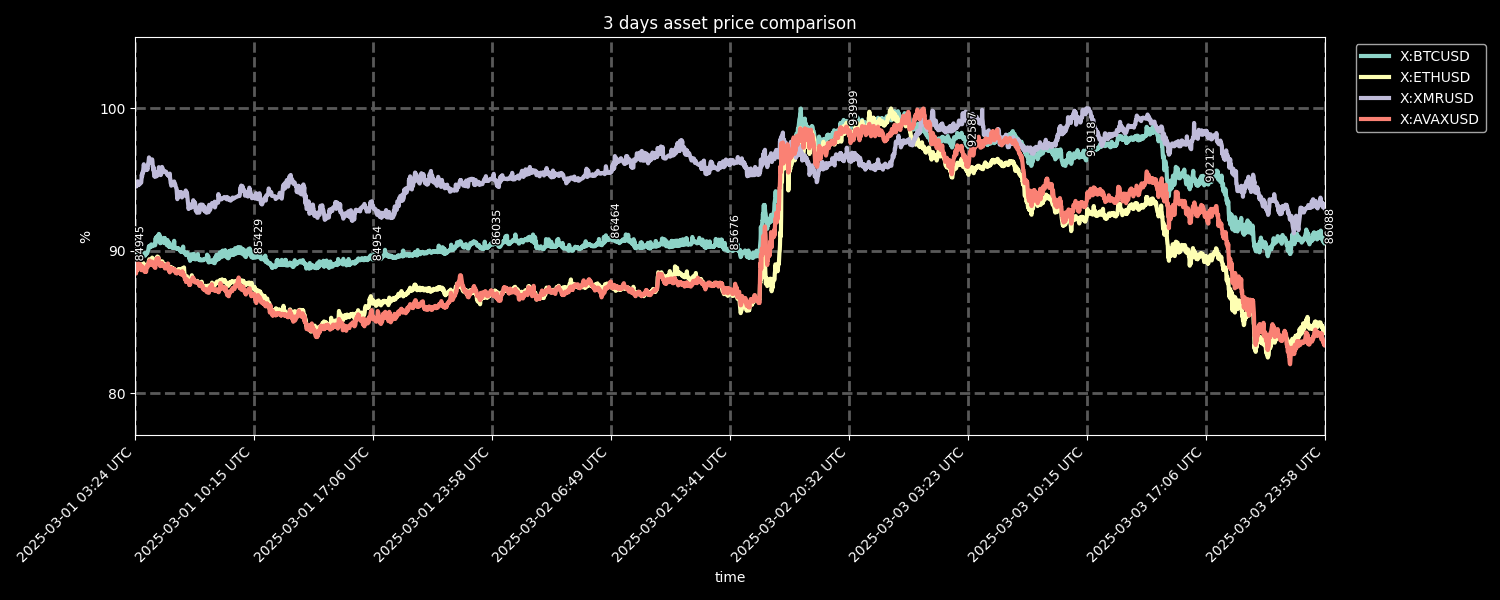 3 days asset price comparison
X:BTCUSD
X:ETHUSD
X:XMRUSD
X:AVAXUSD
100
90
80
%
84945
85429
84954
86035
86464
85676
93999
92587
91918
90212
86088
2025-03-01 03:24 UTC
2025-03-01 10:15 UTC
2025-03-01 17:06 UTC
2025-03-01 23:58 UTC
2025-03-02 06:49 UTC
2025-03-02 13:41 UTC
2025-03-02 20:32 UTC
2025-03-03 03:23 UTC
2025-03-03 10:15 UTC
2025-03-03 17:06 UTC
2025-03-03 23:58 UTC
time